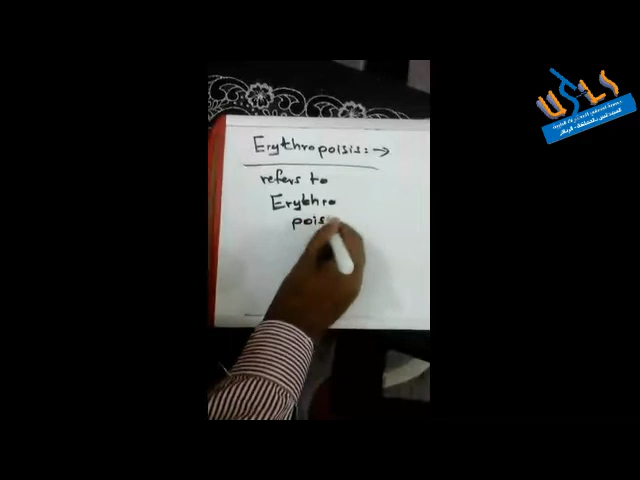 Erythropoisis: →
refers to
Erythro
pois